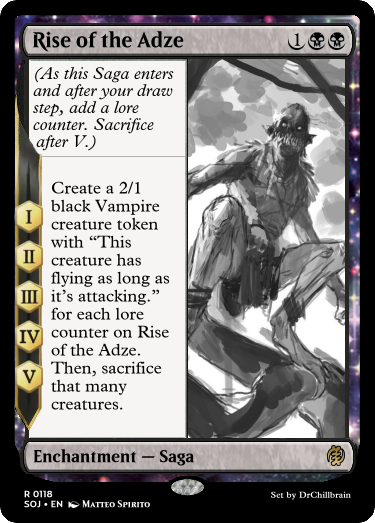 Rise of the Adze 1
(As this Saga enters
and after your draw
step, add a lore
counter. Sacrifice
after V.)
I
II
III
IV
V
Create a 2/1
black Vampire
creature token
with “This
creature has
flying as long as
it’s attacking.”
for each lore
counter on Rise
of the Adze.
Then, sacrifice
that many
creatures.
Enchantment — Saga
R 0118
SOJ • EN Matteo Spirito
Set by DrChillbrain